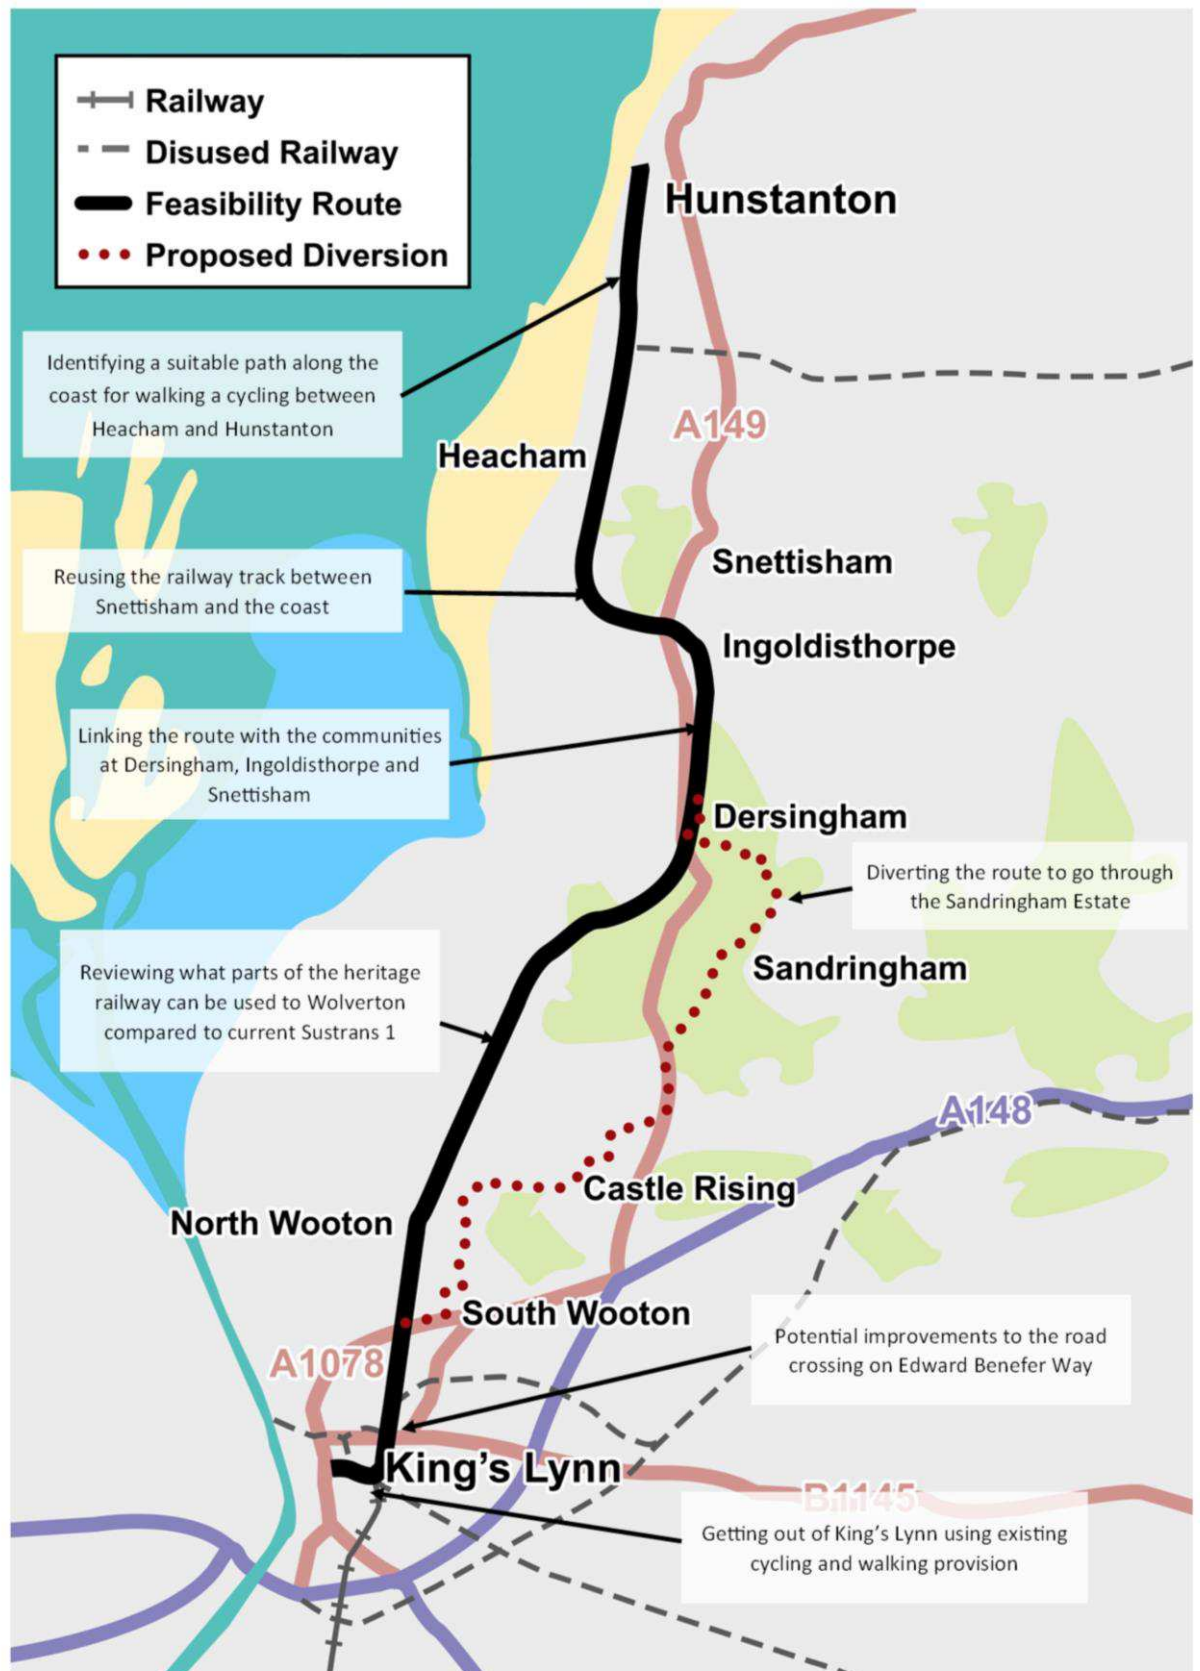 Railway
Disused Railway
Feasibility Route
Proposed Diversion
Hunstanton
Identifying a suitable path along the
coast for walking a cycling between
Heacham and Hunstanton
A149
Heacham
Snettisham
Reusing the railway track between
Snettisham and the coast
Ingoldisthorpe
Linking the route with the communities
at Dersingham, Ingoldisthorpe and
Snettisham
Dersingham
Diverting the route to go through
the Sandringham Estate
Sandringham
Reviewing what parts of the heritage
railway can be used to Wolverton
compared to current Sustrans 1
A148
Castle Rising
North Wooton
South Wooton
Potential improvements to the road
crossing on Edward Benefer Way
A1078
King's Lynn
B1145
Getting out of King's Lynn using existing
cycling and walking provision